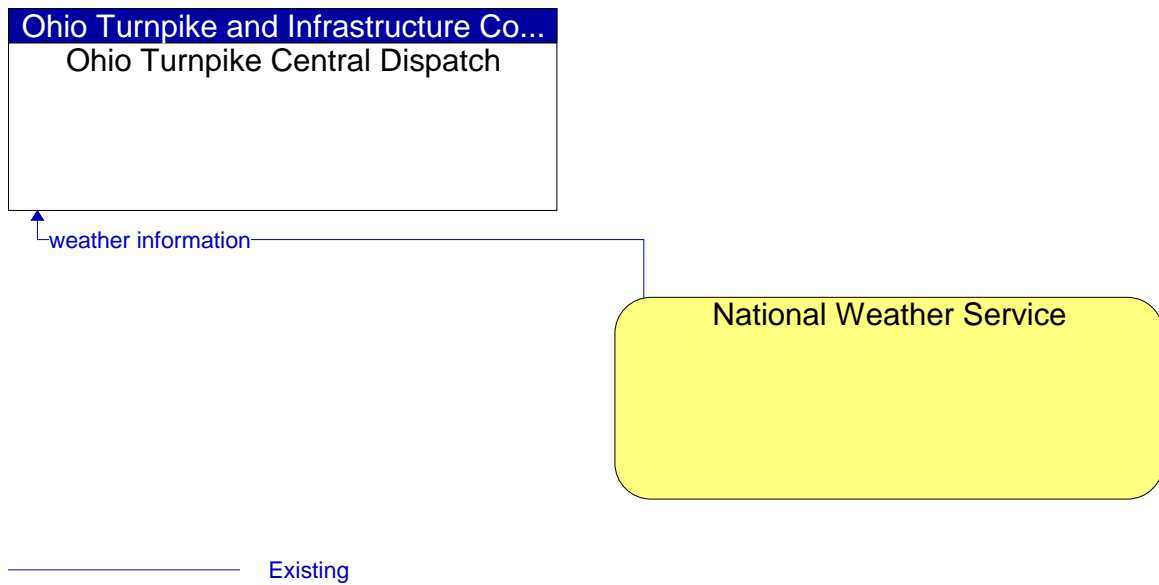 Ohio Turnpike and Infrastructure Co...
Ohio Turnpike Central Dispatch
weather information
National Weather Service
Existing